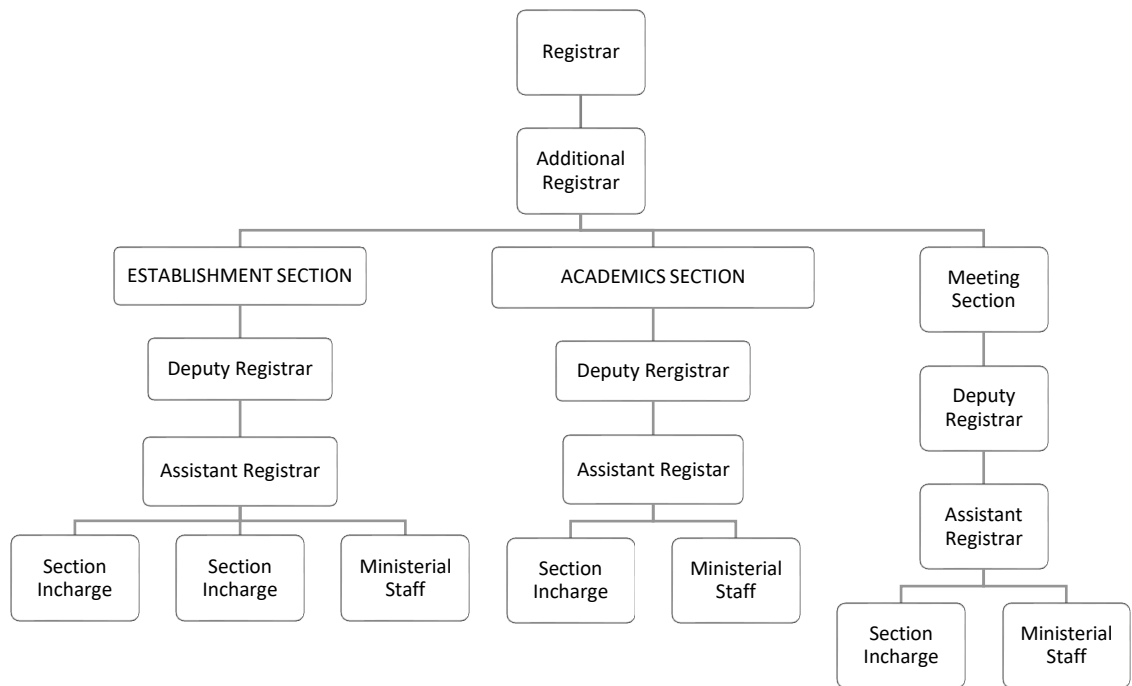 Registrar
Additional
Registrar
ESTABLISHMENT SECTION
Deputy Registrar
Assistant Registrar
Section
Incharge
Section
Incharge
Ministerial
Staff
ACADEMICS SECTION
Deputy Rergistrar
Assistant Registar
Section
Incharge
Ministerial
Staff
Meeting
Section
Deputy
Registrar
Assistant
Registrar
Section
Incharge
Ministerial
Staff